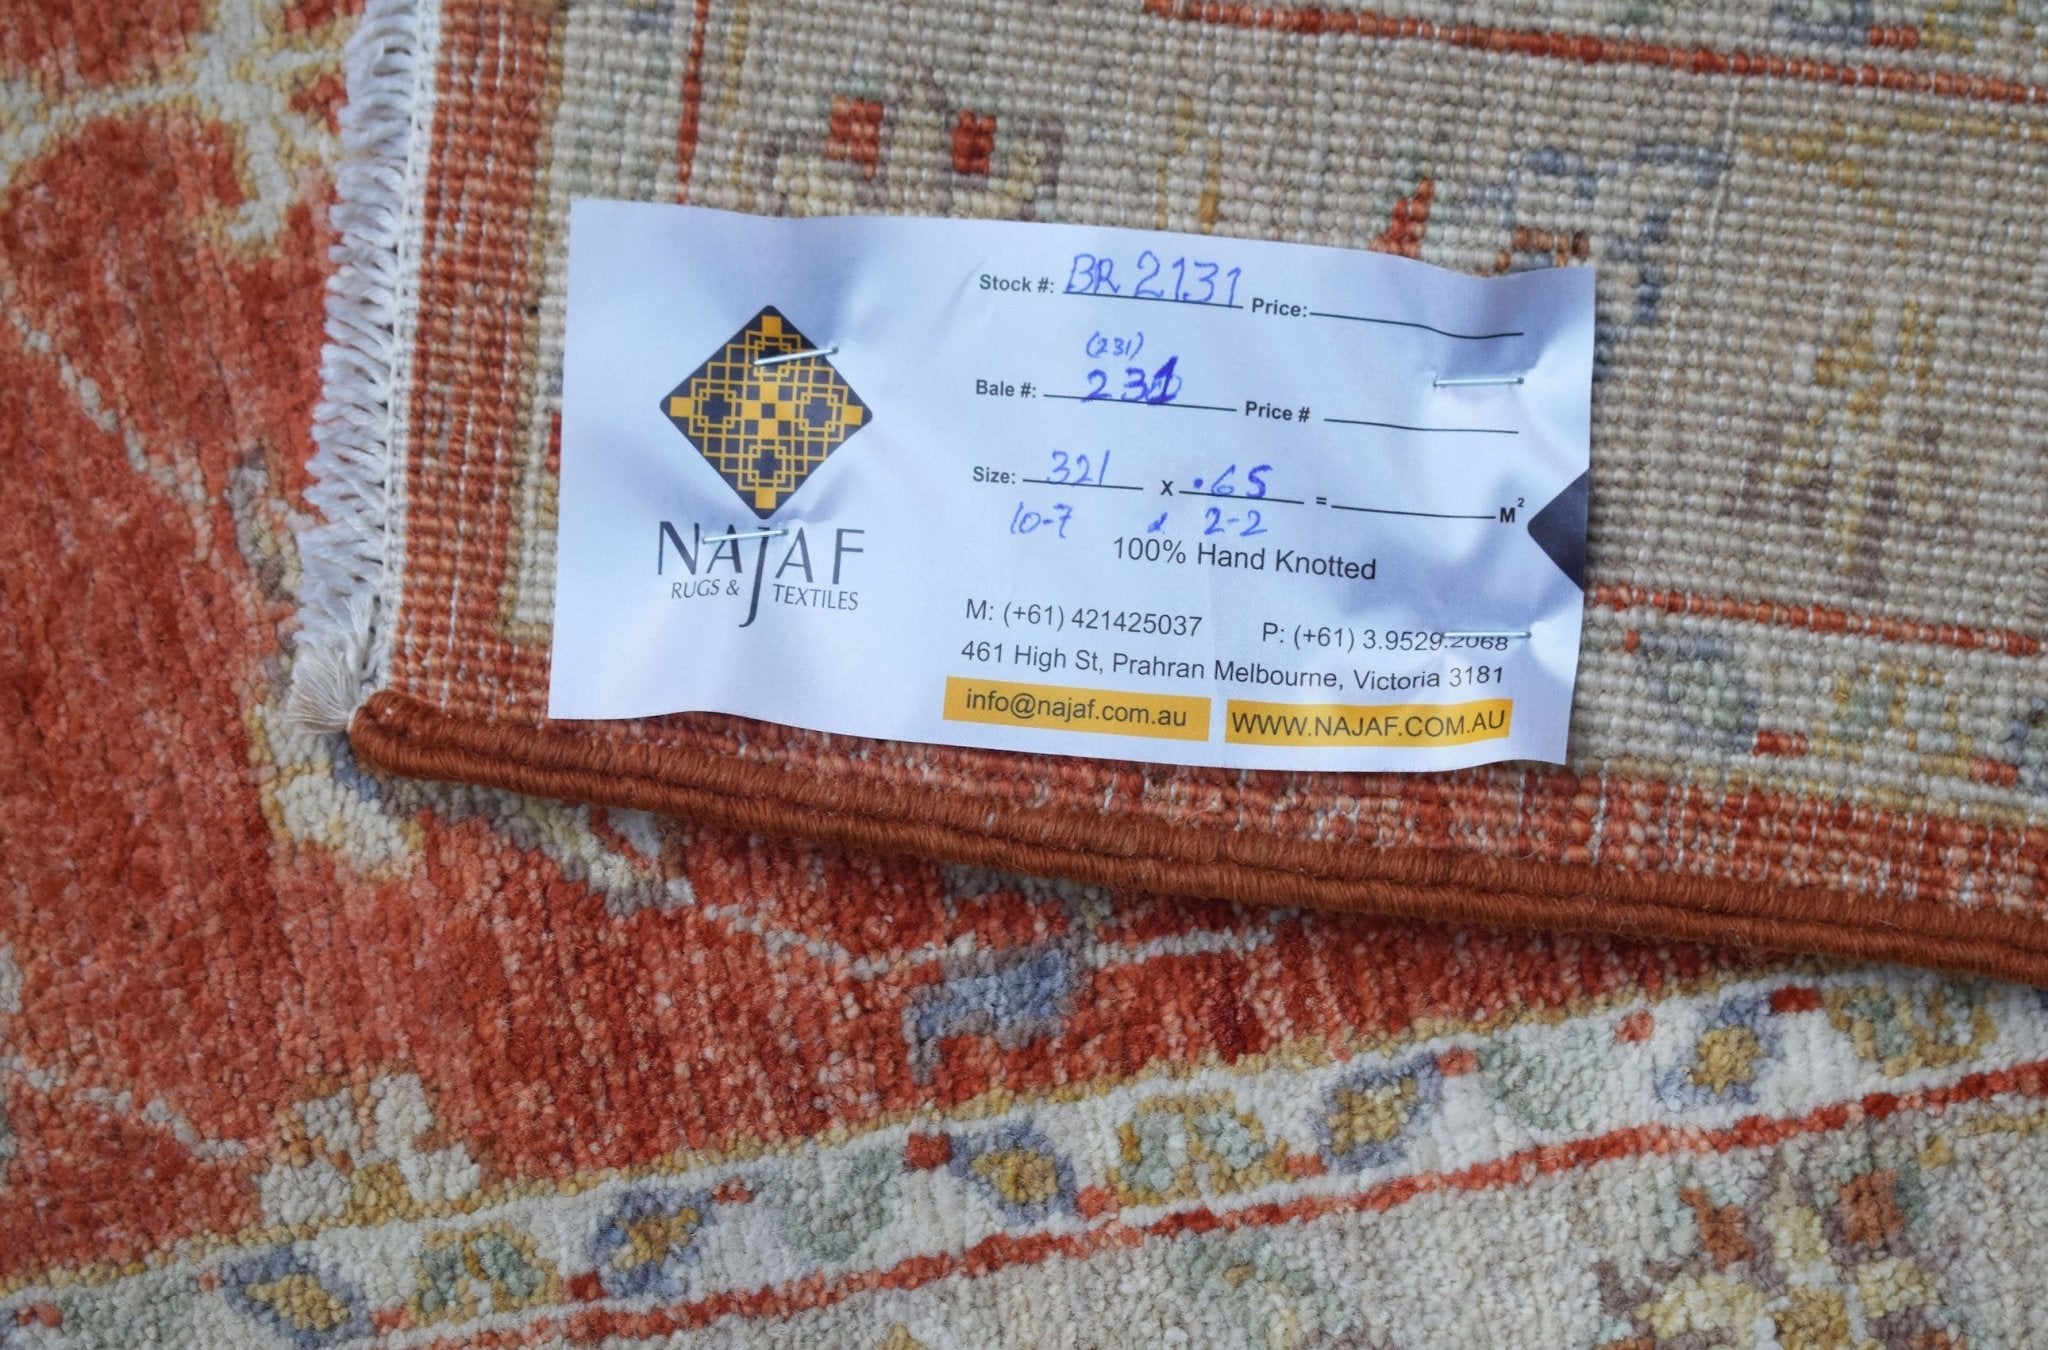 NAJAF
RUGS & TEXTILES
Stock #: BR 2131 Price:
(231)
Bale #: 231 Price #
Size: 321 x .65 = M²
10-7 x 2-2
100% Hand Knotted
M: (+61) 421425037 P: (+61) 3.9529.2068
461 High St, Prahran Melbourne, Victoria 3181
info@najaf.com.au WWW.NAJAF.COM.AU